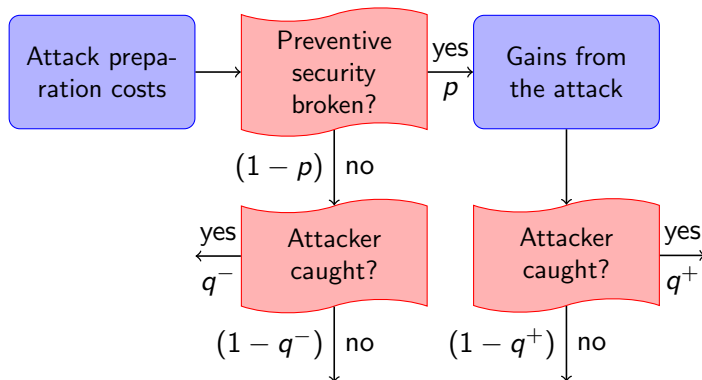 Attack prepa-
ration costs
Preventive
security
broken?
yes
p
Gains from
the attack
(1 − p) no
yes
q⁻
Attacker
caught?
Attacker
caught?
yes
q⁺
(1 − q⁻) no
(1 − q⁺) no